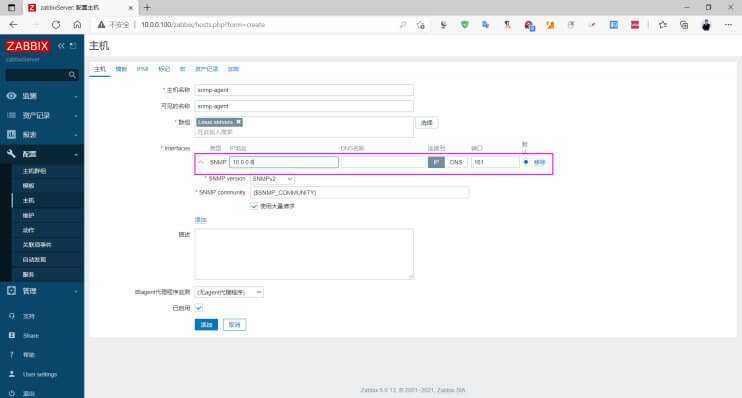 zabbixServer: 配置主机
不安全 | 10.0.0.100/zabbix/hosts.php?form=create
ZABBIX
zabbixServer
监测
资产记录
报表
配置
主机群组
模板
主机
维护
动作
关联项事件
自动发现
服务
管理
支持
Share
帮助
User settings
退出
主机
主机 模板 IPMI 标记 宏 资产记录 加密
* 主机名称 snmp-agent
可见的名称 snmp-agent
* 群组 Linux servers 选择
在此输入搜索
* Interfaces 类型 IP地址 DNS名称 连接到 端口 默认
SNMP 10.0.0.8 IP DNS 161 移除
* SNMP version SNMPv2
* SNMP community {$SNMP_COMMUNITY}
使用大量请求
添加
描述
由agent代理程序监测 (无agent代理程序)
已启用
添加 取消
Zabbix 5.0.12. © 2001–2021, Zabbix SIA